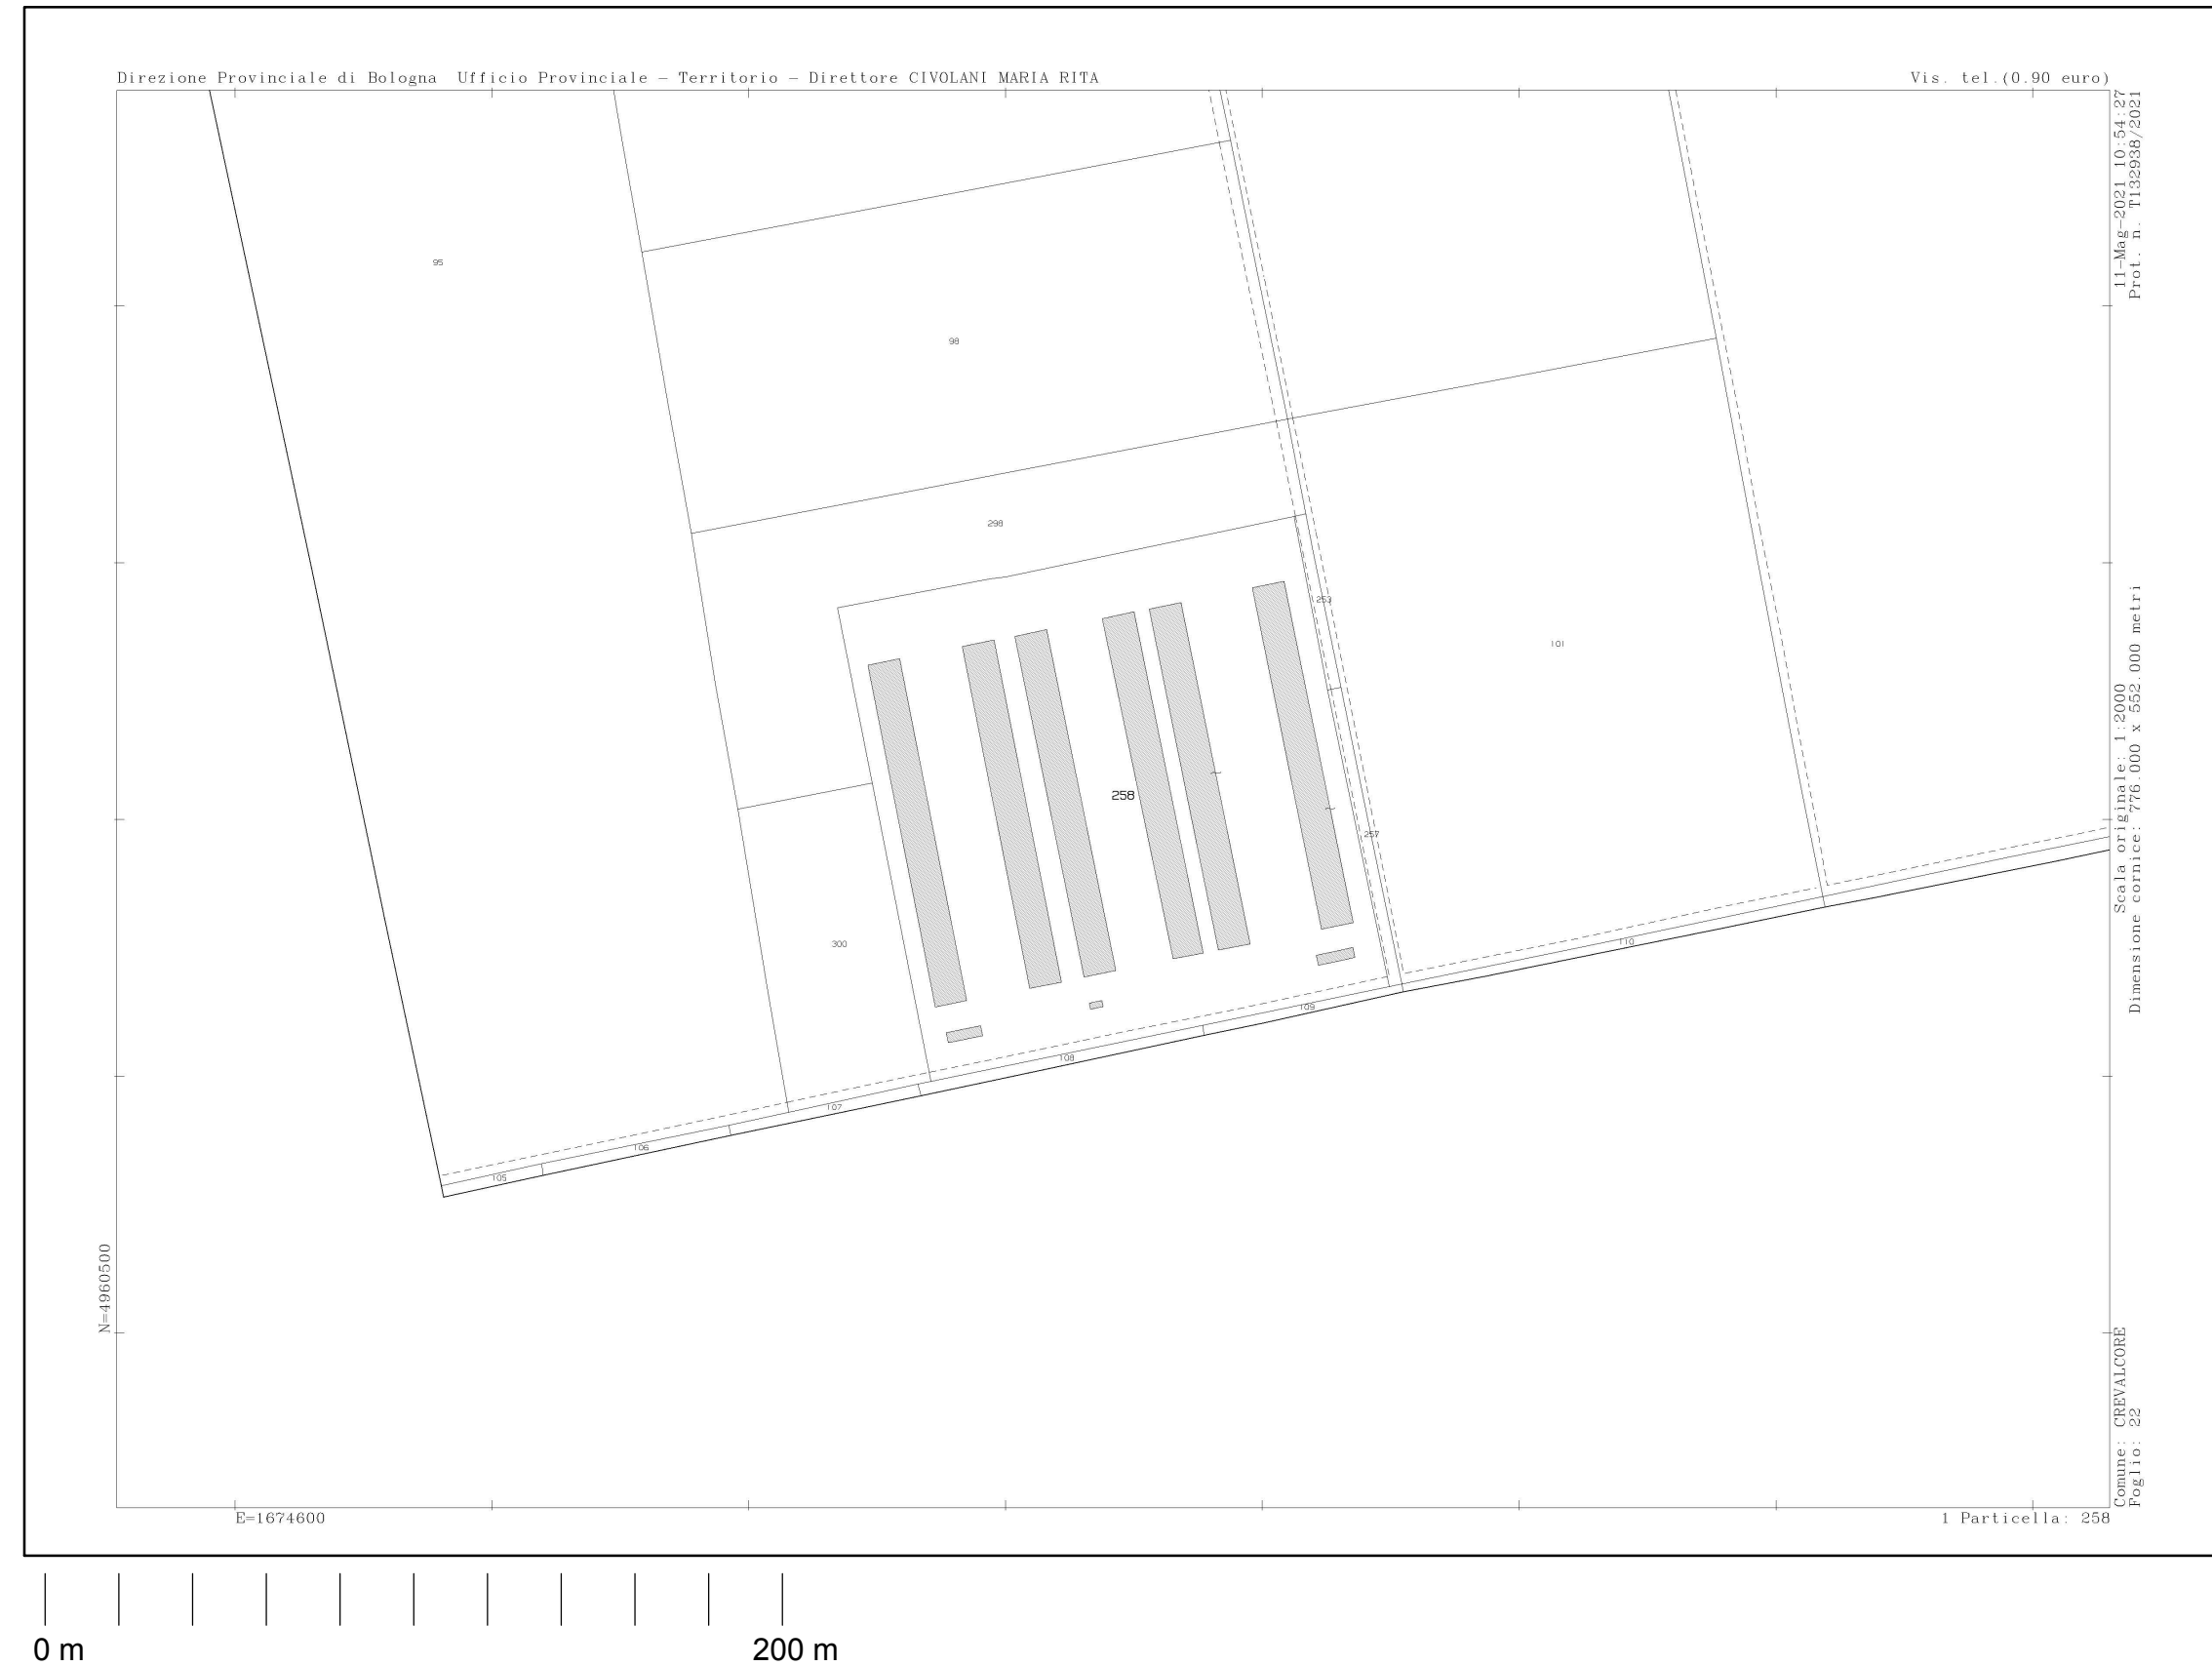 Direzione Provinciale di Bologna Ufficio Provinciale - Territorio - Direttore CIVOLANI MARIA RITA
Vis. tel.(0.90 euro)
11-Mag-2021 10:54:27
Prot. n. T132938/2021
95
98
298
253
101
258
257
300
110
109
108
107
106
105
Scala originale: 1:2000
Dimensione cornice: 776.000 x 552.000 metri
N=4960500
Comune: CREVALCORE
Foglio: 22
E=1674600
1 Particella: 258
0 m
200 m